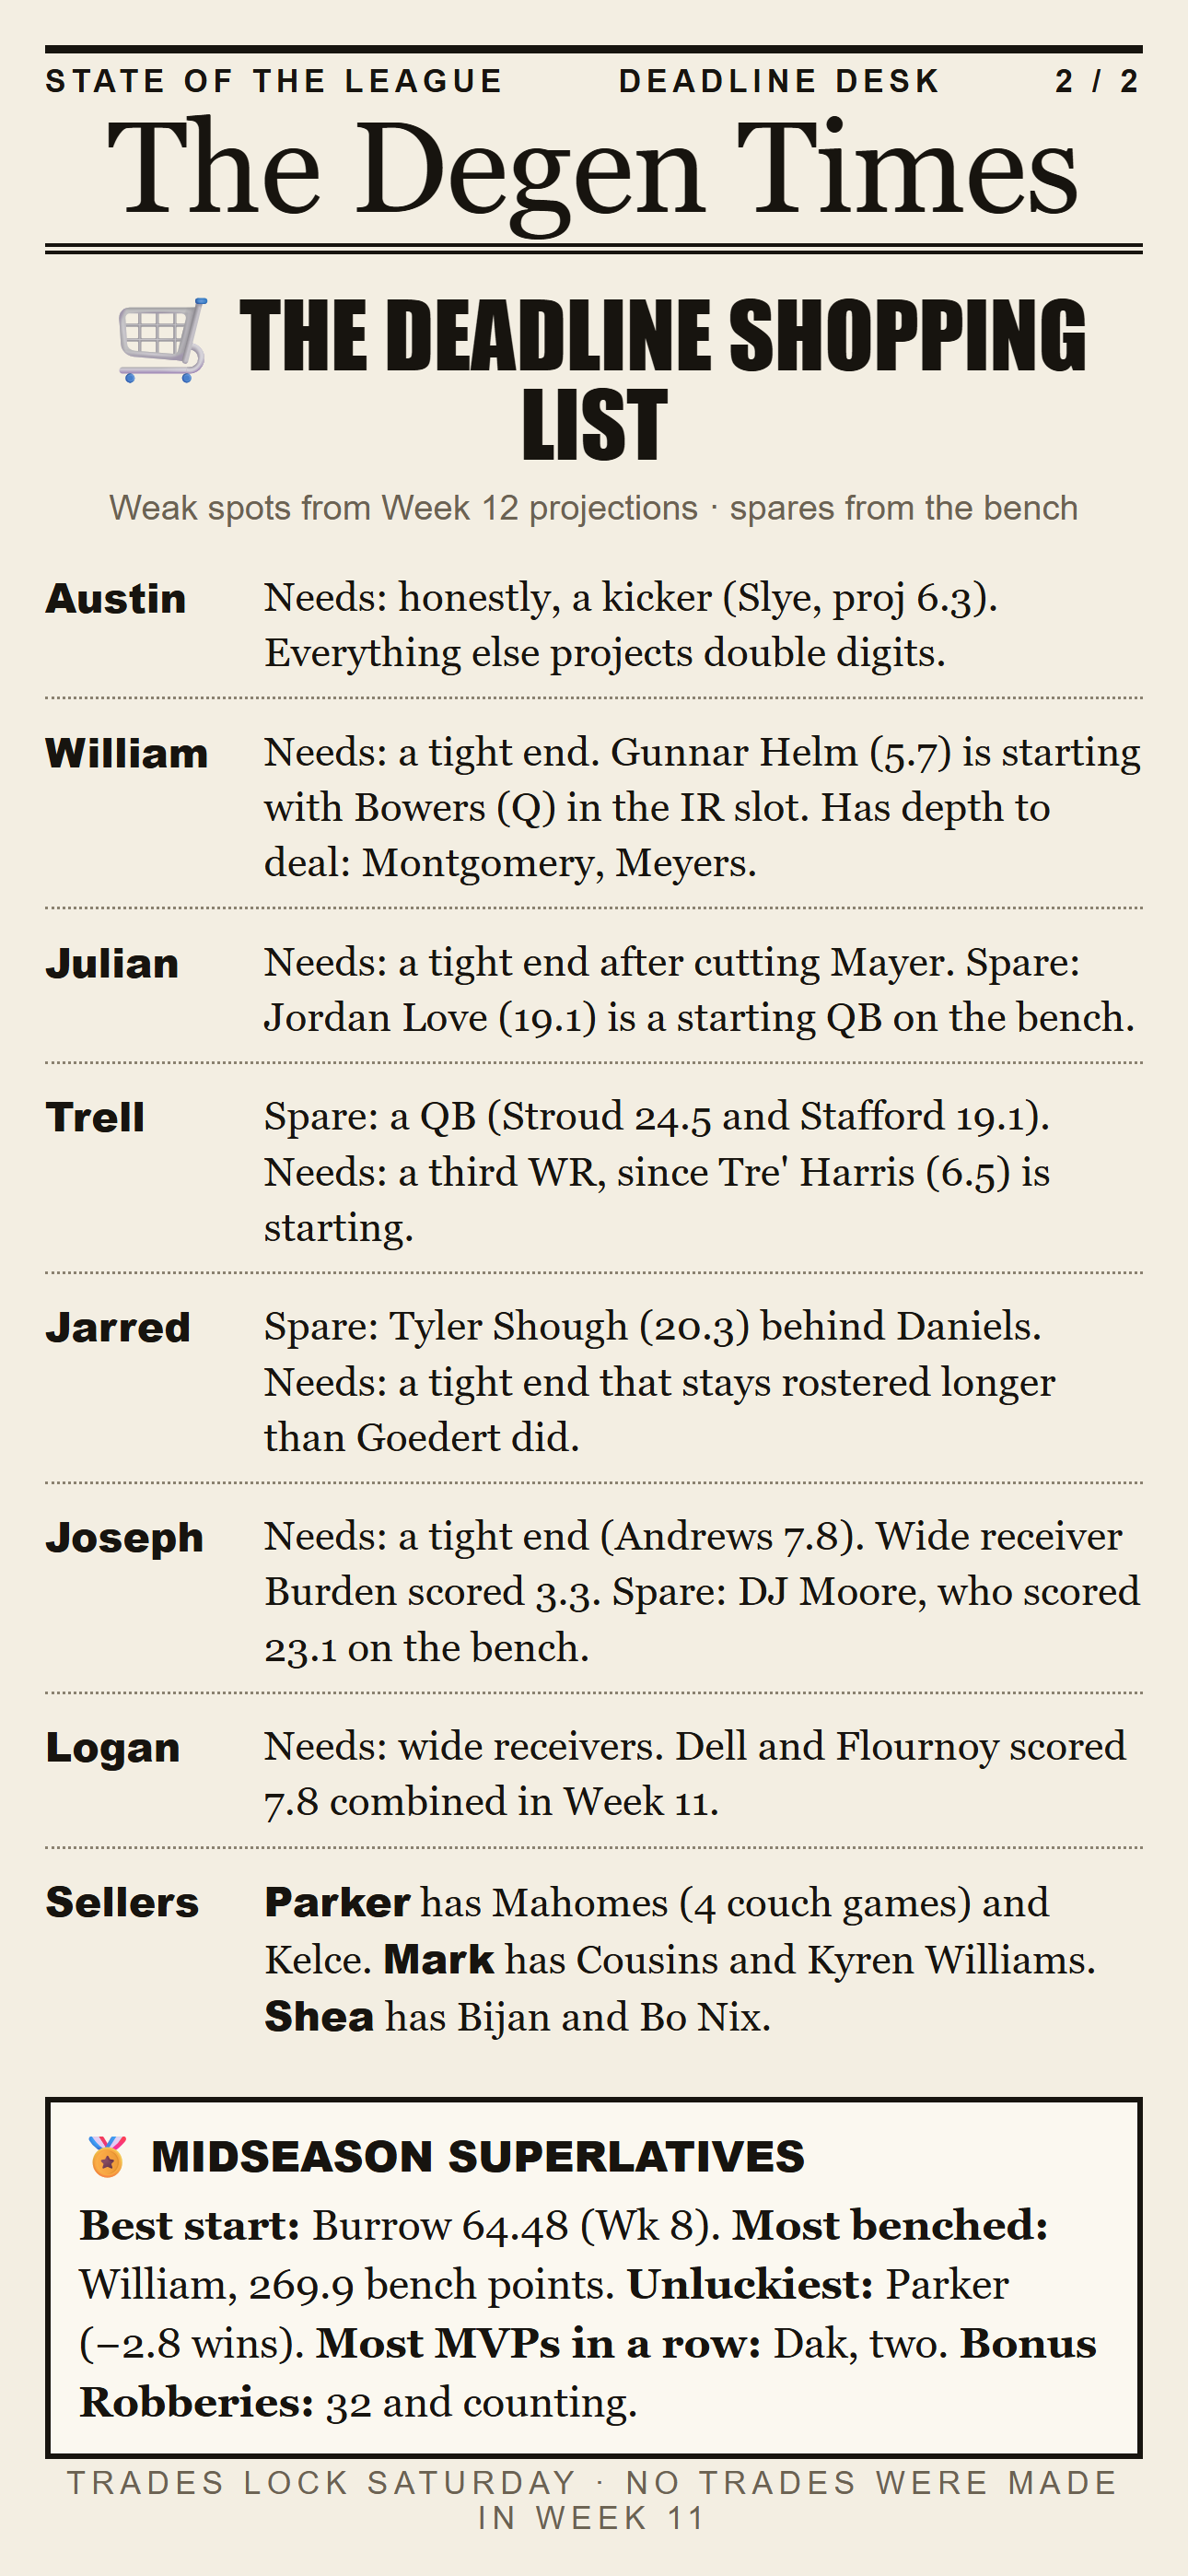 STATE OF THE LEAGUE DEADLINE DESK 2 / 2
The Degen Times
THE DEADLINE SHOPPING
LIST
Weak spots from Week 12 projections · spares from the bench
Austin Needs: honestly, a kicker (Slye, proj 6.3).
Everything else projects double digits.
William Needs: a tight end. Gunnar Helm (5.7) is starting
with Bowers (Q) in the IR slot. Has depth to
deal: Montgomery, Meyers.
Julian Needs: a tight end after cutting Mayer. Spare:
Jordan Love (19.1) is a starting QB on the bench.
Trell Spare: a QB (Stroud 24.5 and Stafford 19.1).
Needs: a third WR, since Tre' Harris (6.5) is
starting.
Jarred Spare: Tyler Shough (20.3) behind Daniels.
Needs: a tight end that stays rostered longer
than Goedert did.
Joseph Needs: a tight end (Andrews 7.8). Wide receiver
Burden scored 3.3. Spare: DJ Moore, who scored
23.1 on the bench.
Logan Needs: wide receivers. Dell and Flournoy scored
7.8 combined in Week 11.
Sellers Parker has Mahomes (4 couch games) and
Kelce. Mark has Cousins and Kyren Williams.
Shea has Bijan and Bo Nix.
MIDSEASON SUPERLATIVES
Best start: Burrow 64.48 (Wk 8). Most benched:
William, 269.9 bench points. Unluckiest: Parker
(−2.8 wins). Most MVPs in a row: Dak, two. Bonus
Robberies: 32 and counting.
TRADES LOCK SATURDAY · NO TRADES WERE MADE
IN WEEK 11